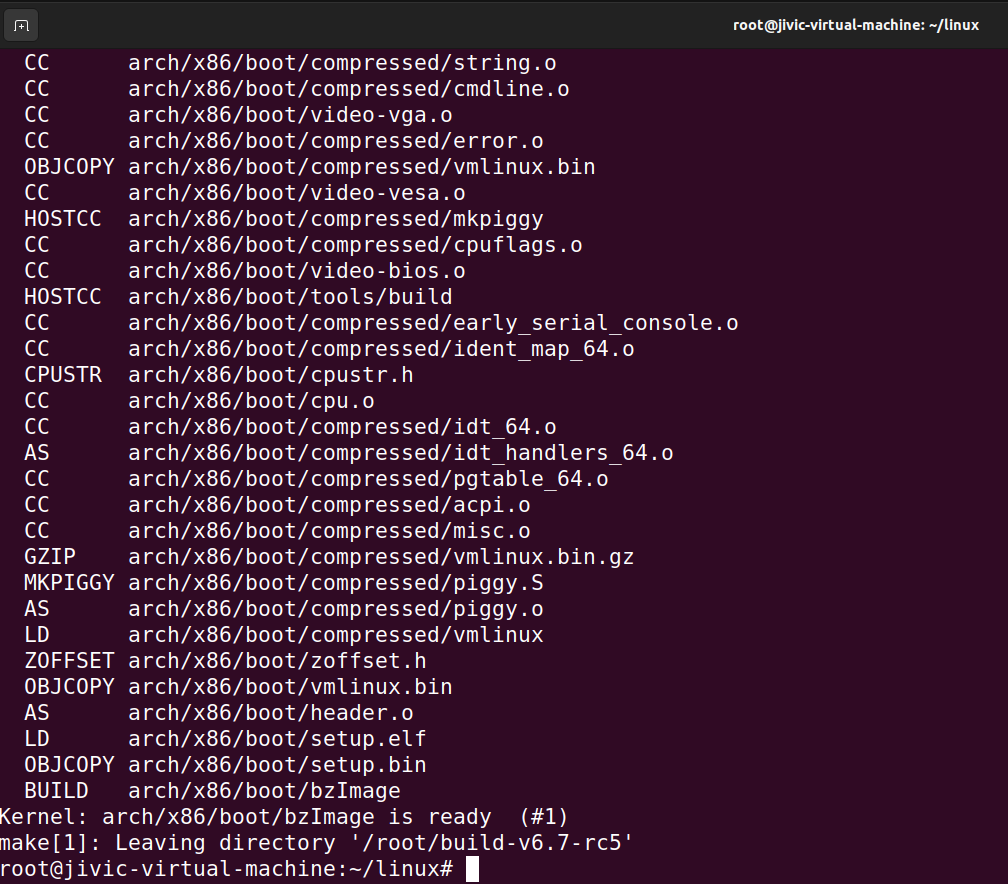 root@jivic-virtual-machine: ~/linux
CC      arch/x86/boot/compressed/string.o
CC      arch/x86/boot/compressed/cmdline.o
CC      arch/x86/boot/video-vga.o
CC      arch/x86/boot/compressed/error.o
OBJCOPY arch/x86/boot/compressed/vmlinux.bin
CC      arch/x86/boot/video-vesa.o
HOSTCC  arch/x86/boot/compressed/mkpiggy
CC      arch/x86/boot/compressed/cpuflags.o
CC      arch/x86/boot/video-bios.o
HOSTCC  arch/x86/boot/tools/build
CC      arch/x86/boot/compressed/early_serial_console.o
CC      arch/x86/boot/compressed/ident_map_64.o
CPUSTR  arch/x86/boot/cpustr.h
CC      arch/x86/boot/cpu.o
CC      arch/x86/boot/compressed/idt_64.o
AS      arch/x86/boot/compressed/idt_handlers_64.o
CC      arch/x86/boot/compressed/pgtable_64.o
CC      arch/x86/boot/compressed/acpi.o
CC      arch/x86/boot/compressed/misc.o
GZIP    arch/x86/boot/compressed/vmlinux.bin.gz
MKPIGGY arch/x86/boot/compressed/piggy.S
AS      arch/x86/boot/compressed/piggy.o
LD      arch/x86/boot/compressed/vmlinux
ZOFFSET arch/x86/boot/zoffset.h
OBJCOPY arch/x86/boot/vmlinux.bin
AS      arch/x86/boot/header.o
LD      arch/x86/boot/setup.elf
OBJCOPY arch/x86/boot/setup.bin
BUILD   arch/x86/boot/bzImage
Kernel: arch/x86/boot/bzImage is ready  (#1)
make[1]: Leaving directory '/root/build-v6.7-rc5'
root@jivic-virtual-machine:~/linux#